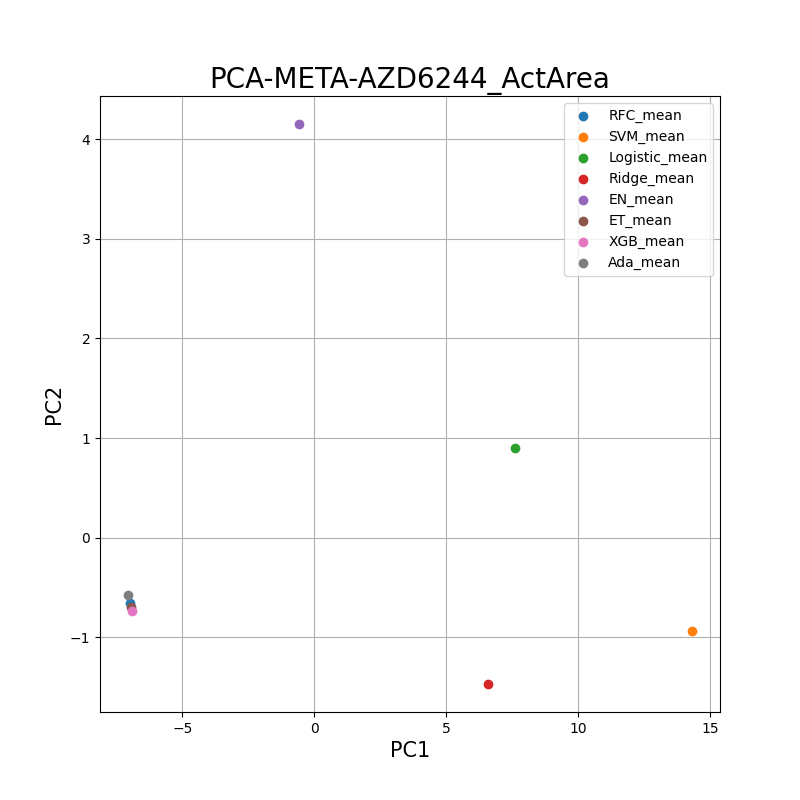 PCA-META-AZD6244_ActArea
RFC_mean
SVM_mean
Logistic_mean
Ridge_mean
EN_mean
ET_mean
XGB_mean
Ada_mean
4
3
2
1
0
−1
PC2
−5
0
5
10
15
PC1